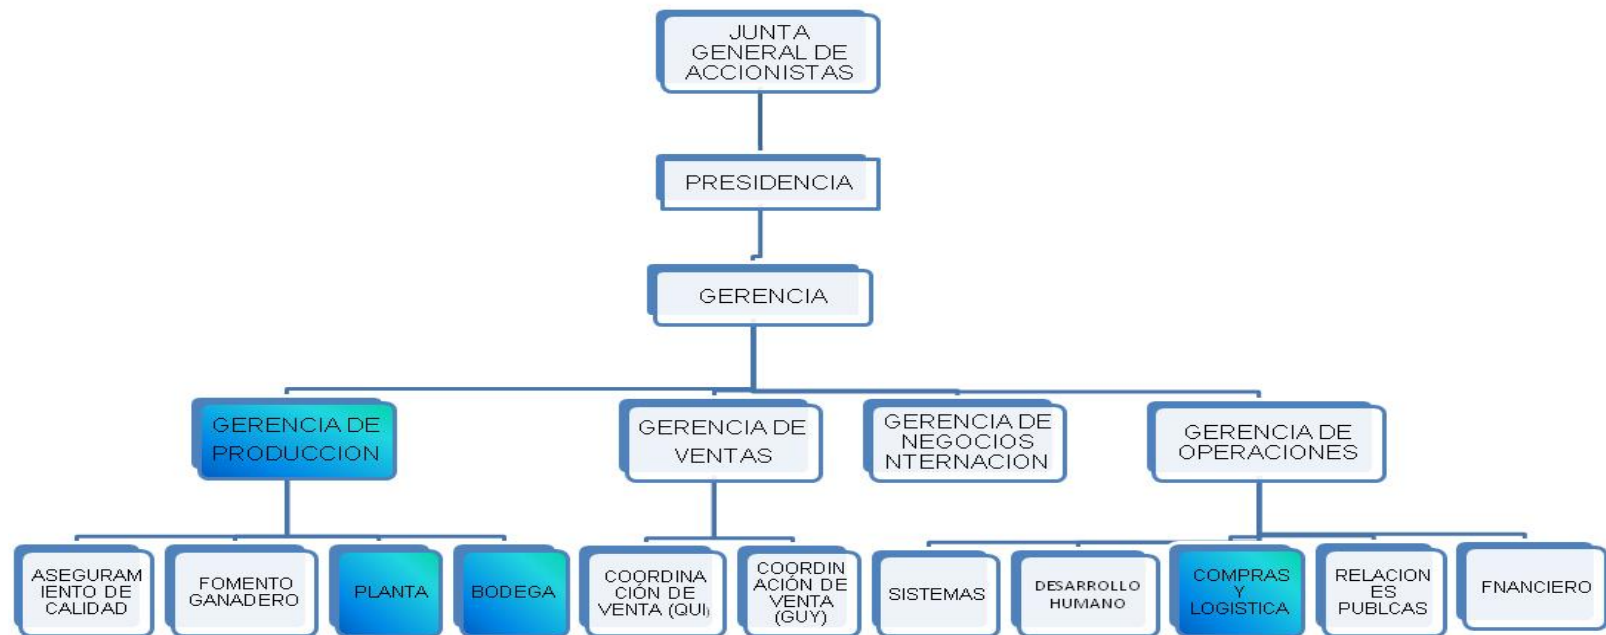 JUNTA
GENERAL DE
ACCIONISTAS
PRESIDENCIA
GERENCIA
GERENCIA DE
PRODUCCION
GERENCIA DE
VENTAS
GERENCIA DE
NEGOCIOS
NTERNACION
GERENCIA DE
OPERACIONES
ASEGURAM
IENTO DE
CALIDAD
FOMENTO
GANADERO
PLANTA
BODEGA
COORDINA
CIÓN DE
VENTA (QUI)
COORDIN
ACIÓN DE
VENTA
(GUY)
SISTEMAS
DESARROLLO
HUMANO
COMPRAS
Y
LOGISTICA
RELACION
ES
PUBLCAS
FNANCIERO